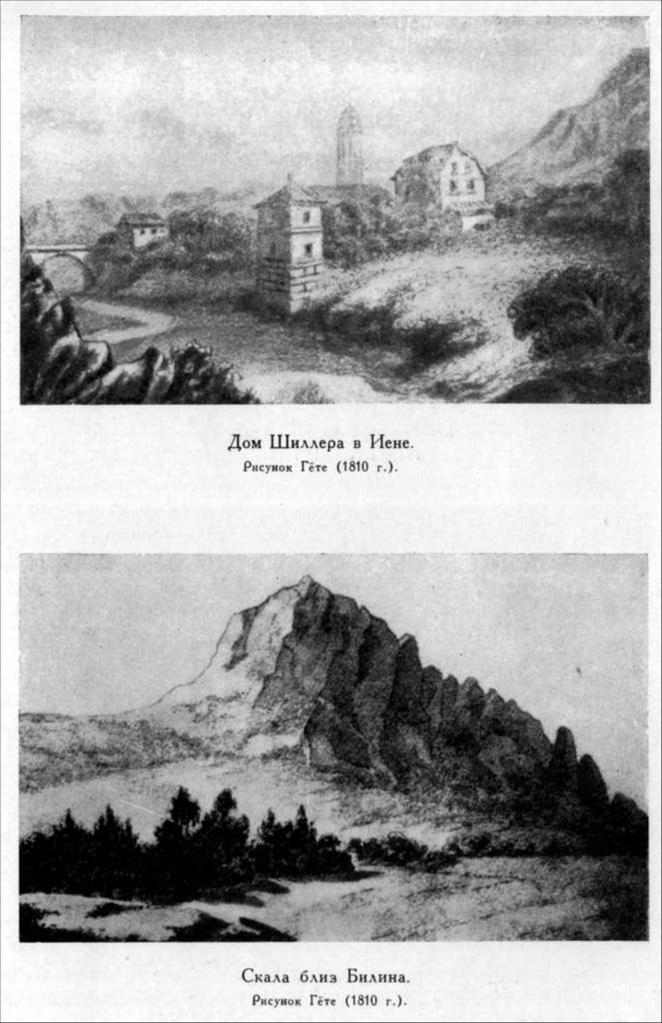 Дом Шиллера в Иене.
Рисунок Гёте (1810 г.).
Скала близ Билина.
Рисунок Гёте (1810 г.).